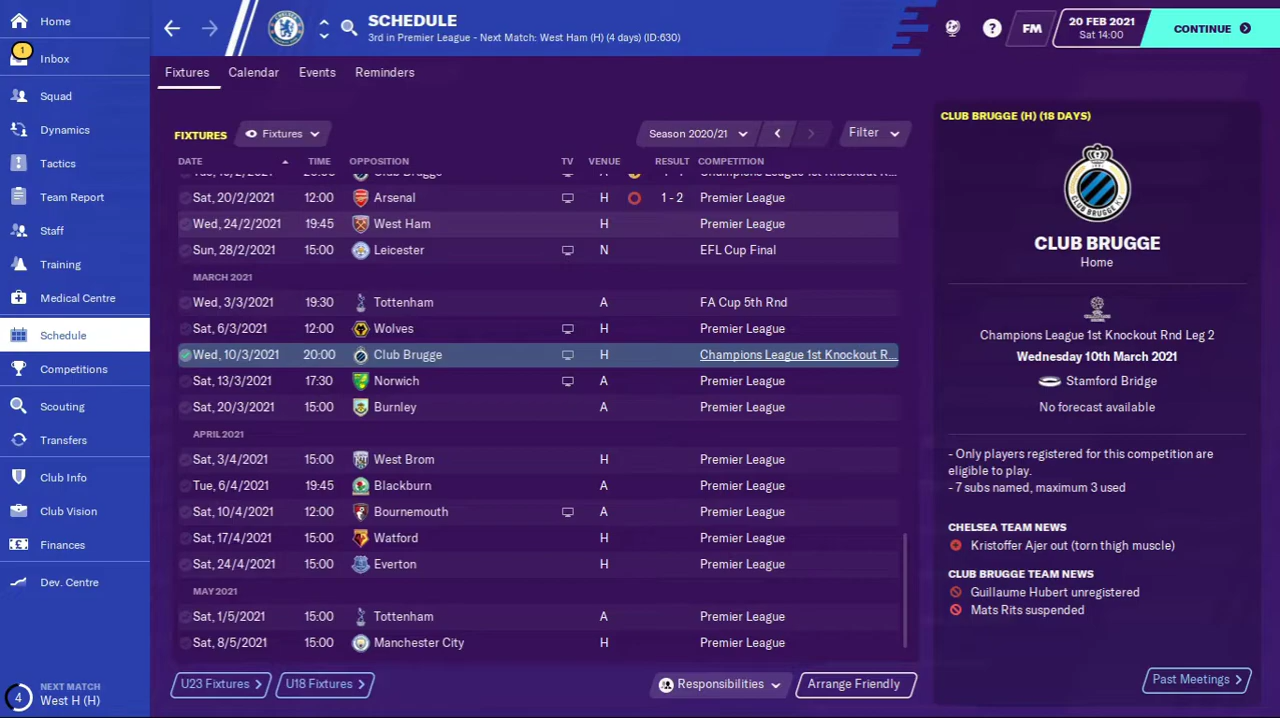 Home
1
Inbox
Squad
Dynamics
Tactics
Team Report
Staff
Training
Medical Centre
Schedule
Competitions
Scouting
Transfers
Club Info
Club Vision
Finances
Dev. Centre
4
NEXT MATCH
West H (H)
SCHEDULE
3rd in Premier League - Next Match: West Ham (H) (4 days) (ID:630)
? FM
20 FEB 2021
Sat 14:00
CONTINUE
Fixtures Calendar Events Reminders
FIXTURES Fixtures Season 2020/21 Filter
DATE TIME OPPOSITION TV VENUE RESULT COMPETITION
Sat, 20/2/2021 12:00 Arsenal H 1 - 2 Premier League
Wed, 24/2/2021 19:45 West Ham H Premier League
Sun, 28/2/2021 15:00 Leicester N EFL Cup Final
MARCH 2021
Wed, 3/3/2021 19:30 Tottenham A FA Cup 5th Rnd
Sat, 6/3/2021 12:00 Wolves H Premier League
Wed, 10/3/2021 20:00 Club Brugge H Champions League 1st Knockout R...
Sat, 13/3/2021 17:30 Norwich A Premier League
Sat, 20/3/2021 15:00 Burnley A Premier League
APRIL 2021
Sat, 3/4/2021 15:00 West Brom H Premier League
Tue, 6/4/2021 19:45 Blackburn A Premier League
Sat, 10/4/2021 12:00 Bournemouth A Premier League
Sat, 17/4/2021 15:00 Watford H Premier League
Sat, 24/4/2021 15:00 Everton H Premier League
MAY 2021
Sat, 1/5/2021 15:00 Tottenham A Premier League
Sat, 8/5/2021 15:00 Manchester City H Premier League
U23 Fixtures U18 Fixtures Responsibilities Arrange Friendly
CLUB BRUGGE (H) (18 DAYS)
CLUB BRUGGE
Home
Champions League 1st Knockout Rnd Leg 2
Wednesday 10th March 2021
Stamford Bridge
No forecast available
- Only players registered for this competition are
eligible to play.
- 7 subs named, maximum 3 used
CHELSEA TEAM NEWS
Kristoffer Ajer out (torn thigh muscle)
CLUB BRUGGE TEAM NEWS
Guillaume Hubert unregistered
Mats Rits suspended
Past Meetings